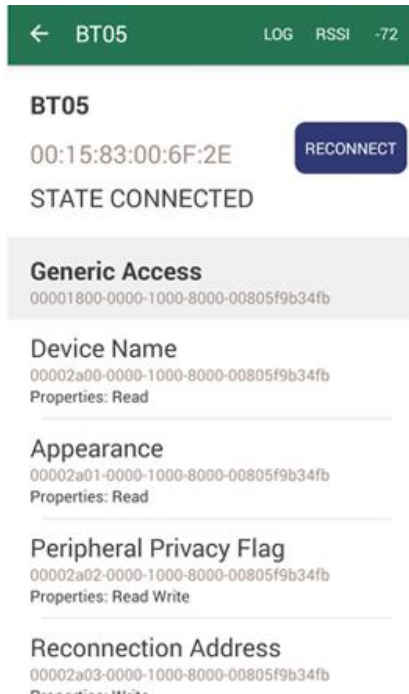 ← BT05 LOG RSSI -72
BT05
00:15:83:00:6F:2E
RECONNECT
STATE CONNECTED
Generic Access
00001800-0000-1000-8000-00805f9b34fb
Device Name
00002a00-0000-1000-8000-00805f9b34fb
Properties: Read
Appearance
00002a01-0000-1000-8000-00805f9b34fb
Properties: Read
Peripheral Privacy Flag
00002a02-0000-1000-8000-00805f9b34fb
Properties: Read Write
Reconnection Address
00002a03-0000-1000-8000-00805f9b34fb
Properties: Write